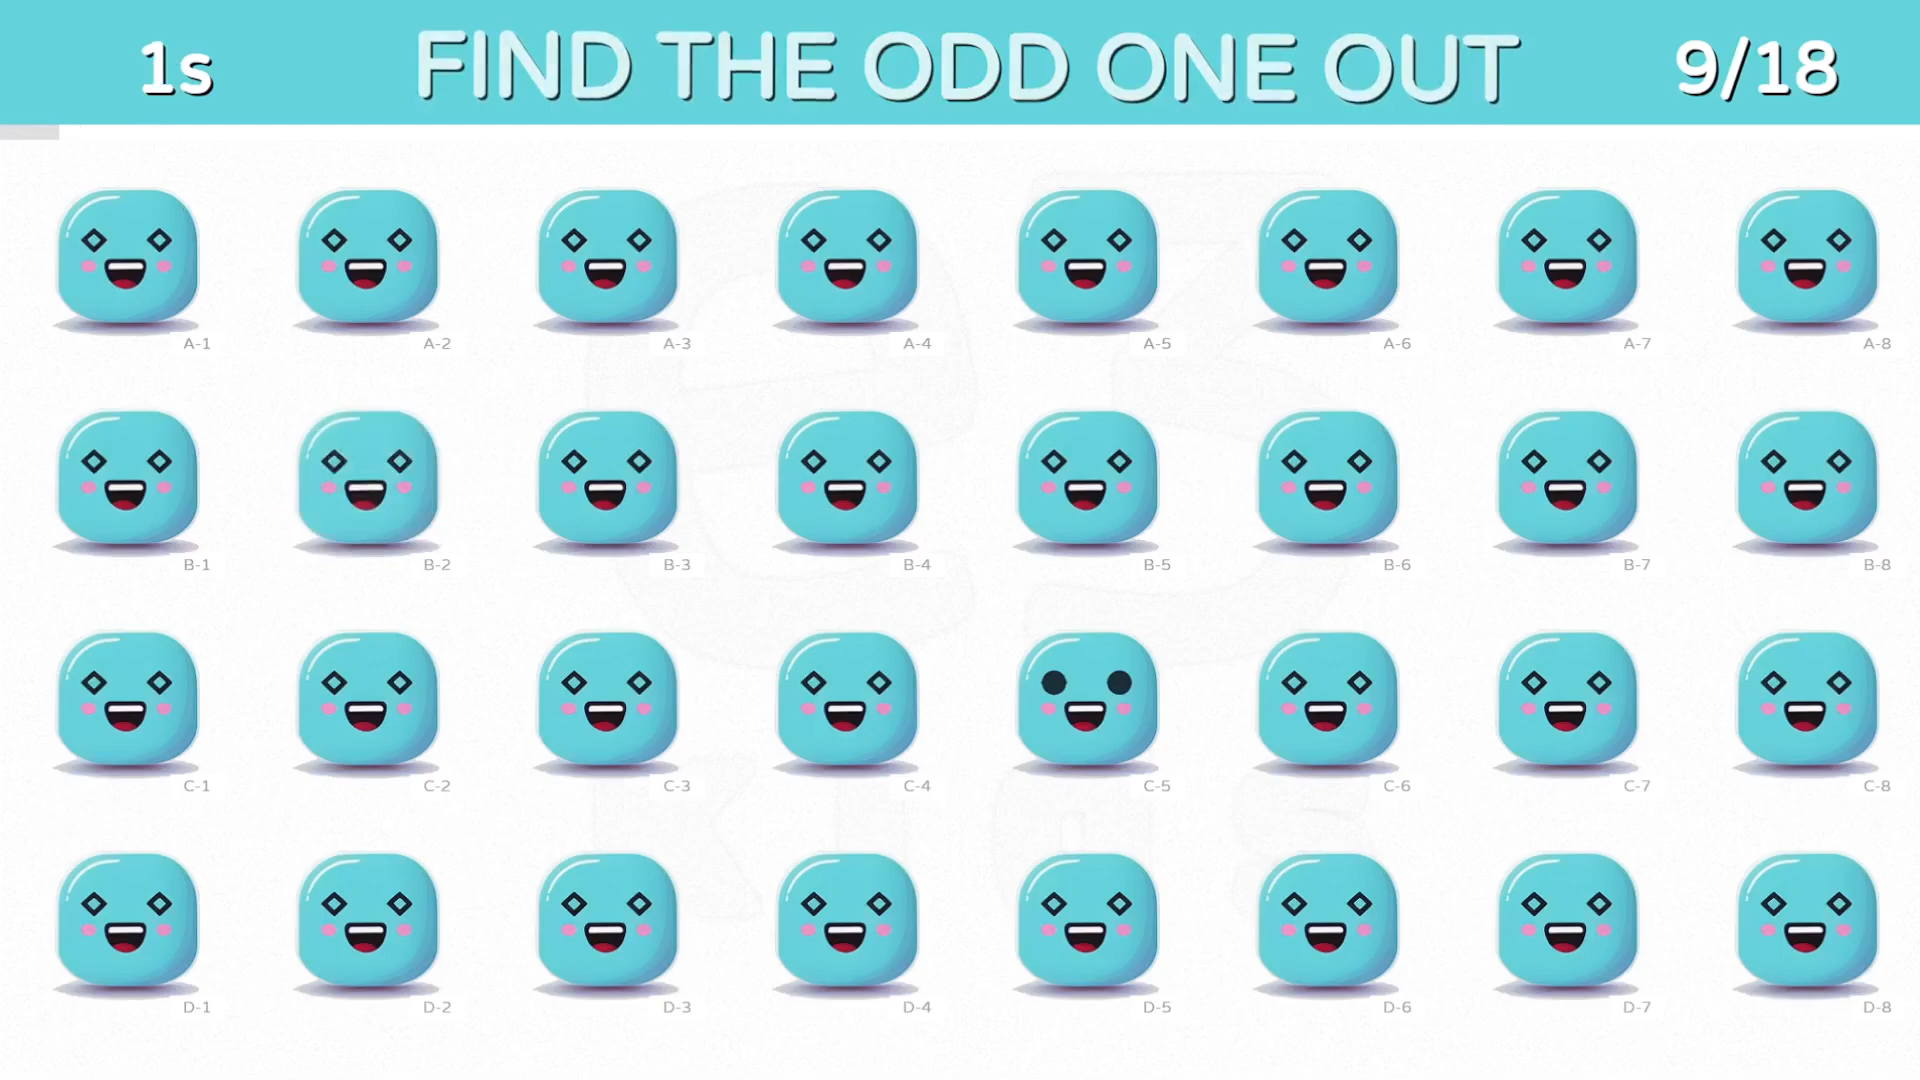 1s FIND THE ODD ONE OUT 9/18
A-1 A-2 A-3 A-4 A-5 A-6 A-7 A-8
B-1 B-2 B-3 B-4 B-5 B-6 B-7 B-8
C-1 C-2 C-3 C-4 C-5 C-6 C-7 C-8
D-1 D-2 D-3 D-4 D-5 D-6 D-7 D-8